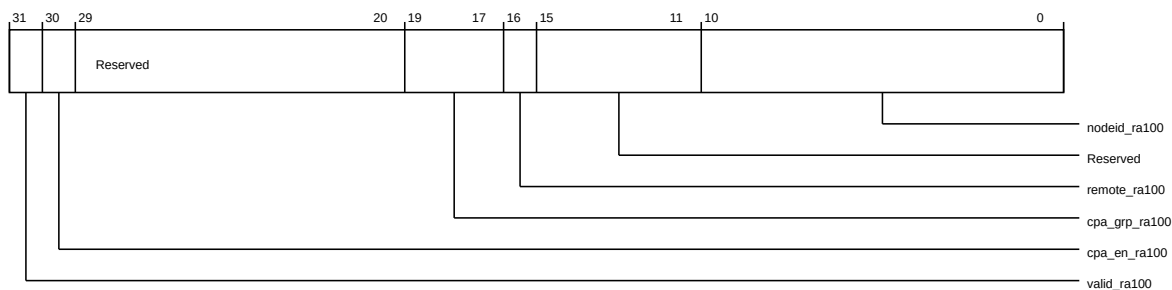 31 30 29 20 19 17 16 15 11 10 0
Reserved
nodeid_ra100
Reserved
remote_ra100
cpa_grp_ra100
cpa_en_ra100
valid_ra100